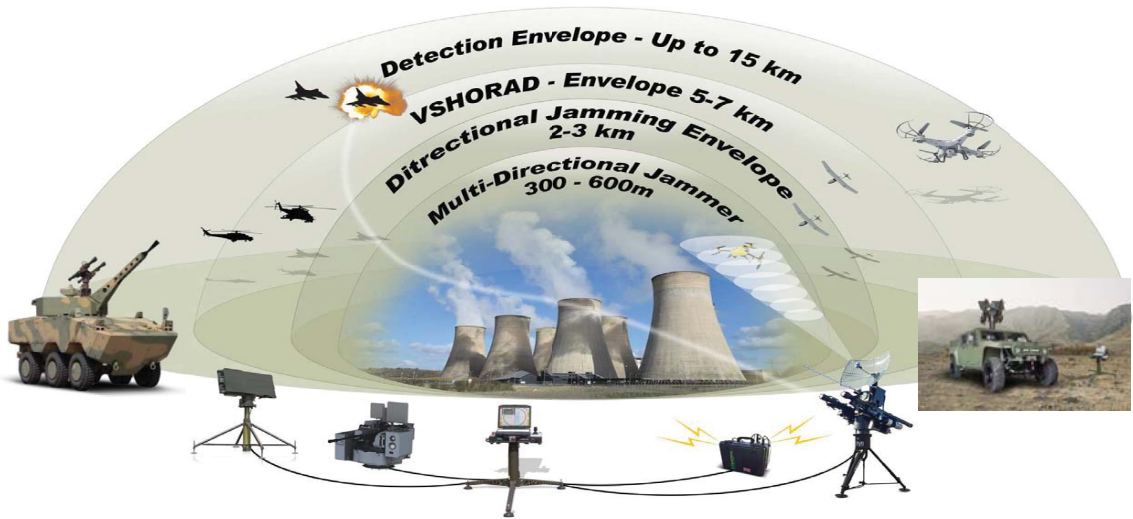 Detection Envelope - Up to 15 km
VSHORAD - Envelope 5-7 km
Ditrectional Jamming Envelope
2-3 km
Multi-Directional Jammer
300 - 600m